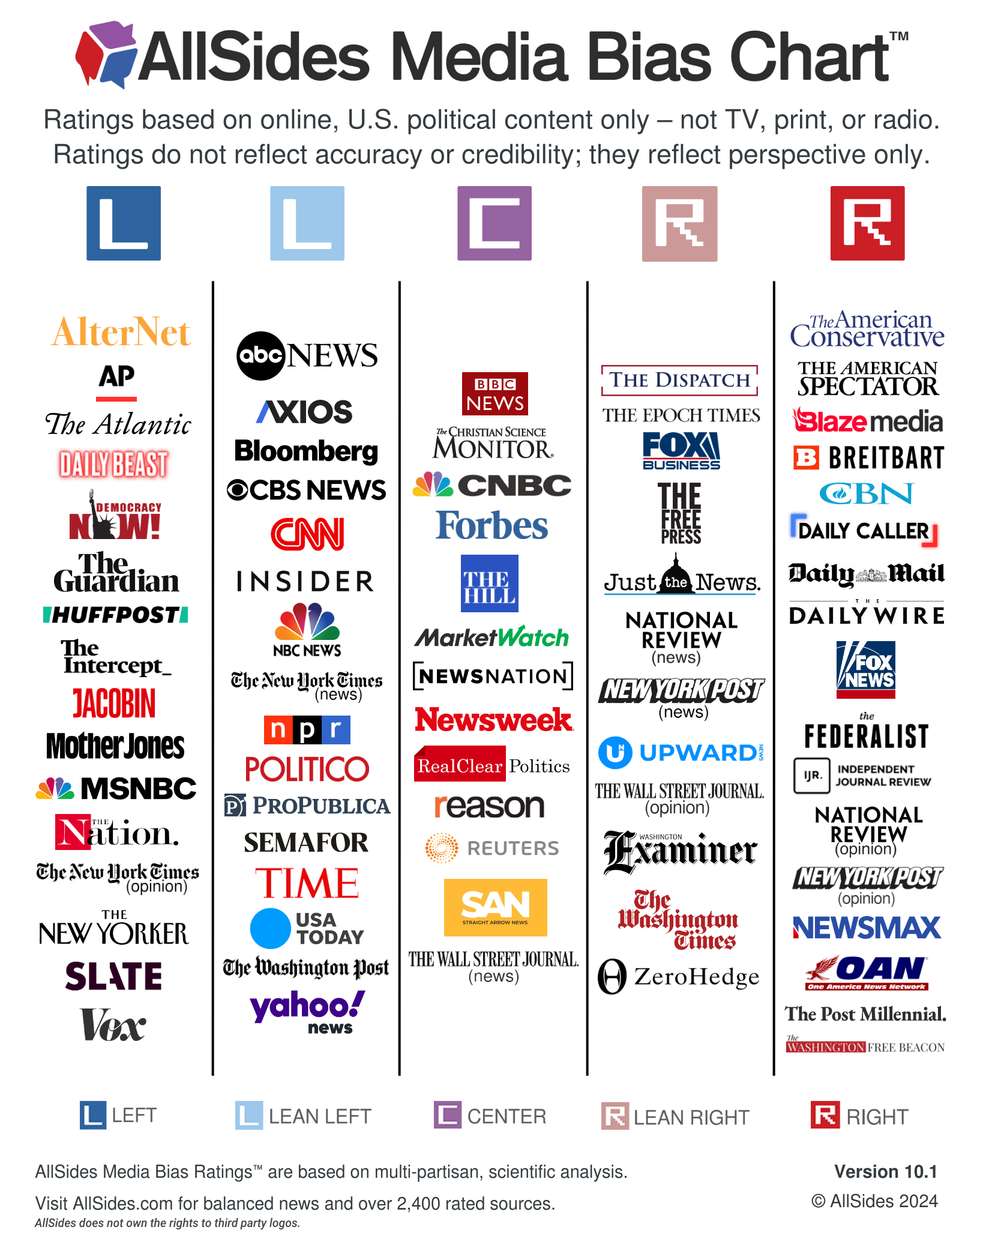 AllSides Media Bias Chart™
Ratings based on online, U.S. political content only – not TV, print, or radio.
Ratings do not reflect accuracy or credibility; they reflect perspective only.
L
L
C
R
R
AlterNet
AP
The Atlantic
DAILY BEAST
DEMOCRACY
NOW!
The
Guardian
HUFFPOST
The
Intercept_
JACOBIN
Mother Jones
MSNBC
THE
Nation.
The New York Times
(opinion)
THE
NEW YORKER
SLATE
Vox
abc NEWS
AXIOS
Bloomberg
CBS NEWS
CNN
INSIDER
NBC NEWS
The New York Times
(news)
npr
POLITICO
P PROPUBLICA
SEMAFOR
TIME
USA
TODAY
The Washington Post
yahoo!
news
BBC
NEWS
The CHRISTIAN SCIENCE
MONITOR®
CNBC
Forbes
THE
HILL
MarketWatch
[NEWSNATION]
Newsweek
RealClear Politics
reason
REUTERS
SAN
STRAIGHT ARROW NEWS
THE WALL STREET JOURNAL.
(news)
THE DISPATCH
THE EPOCH TIMES
FOX
BUSINESS
THE
FREE
PRESS
Just the News.
NATIONAL
REVIEW
(news)
NEW YORK POST
(news)
U UPWARD NEWS
THE WALL STREET JOURNAL.
(opinion)
WASHINGTON
Examiner
The
Washington
Times
ZeroHedge
The American
Conservative
THE AMERICAN
SPECTATOR
Blaze media
B BREITBART
CBN
DAILY CALLER
Daily Mail
THE
DAILY WIRE
FOX
NEWS
the
FEDERALIST
IJR. INDEPENDENT
JOURNAL REVIEW
NATIONAL
REVIEW
(opinion)
NEW YORK POST
(opinion)
NEWSMAX
OAN
One America News Network
The Post Millennial.
The
WASHINGTON FREE BEACON
L LEFT
L LEAN LEFT
C CENTER
R LEAN RIGHT
R RIGHT
AllSides Media Bias Ratings™ are based on multi-partisan, scientific analysis.
Version 10.1
Visit AllSides.com for balanced news and over 2,400 rated sources.
© AllSides 2024
AllSides does not own the rights to third party logos.